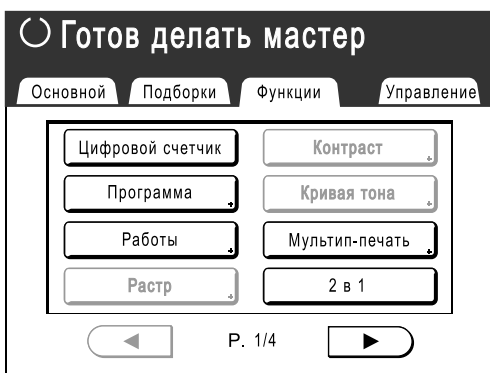 Готов делать мастер
Основной Подборки Функции Управление
Цифровой счетчик Контраст
Программа Кривая тона
Работы Мультип-печать
Растр 2 в 1
P. 1/4